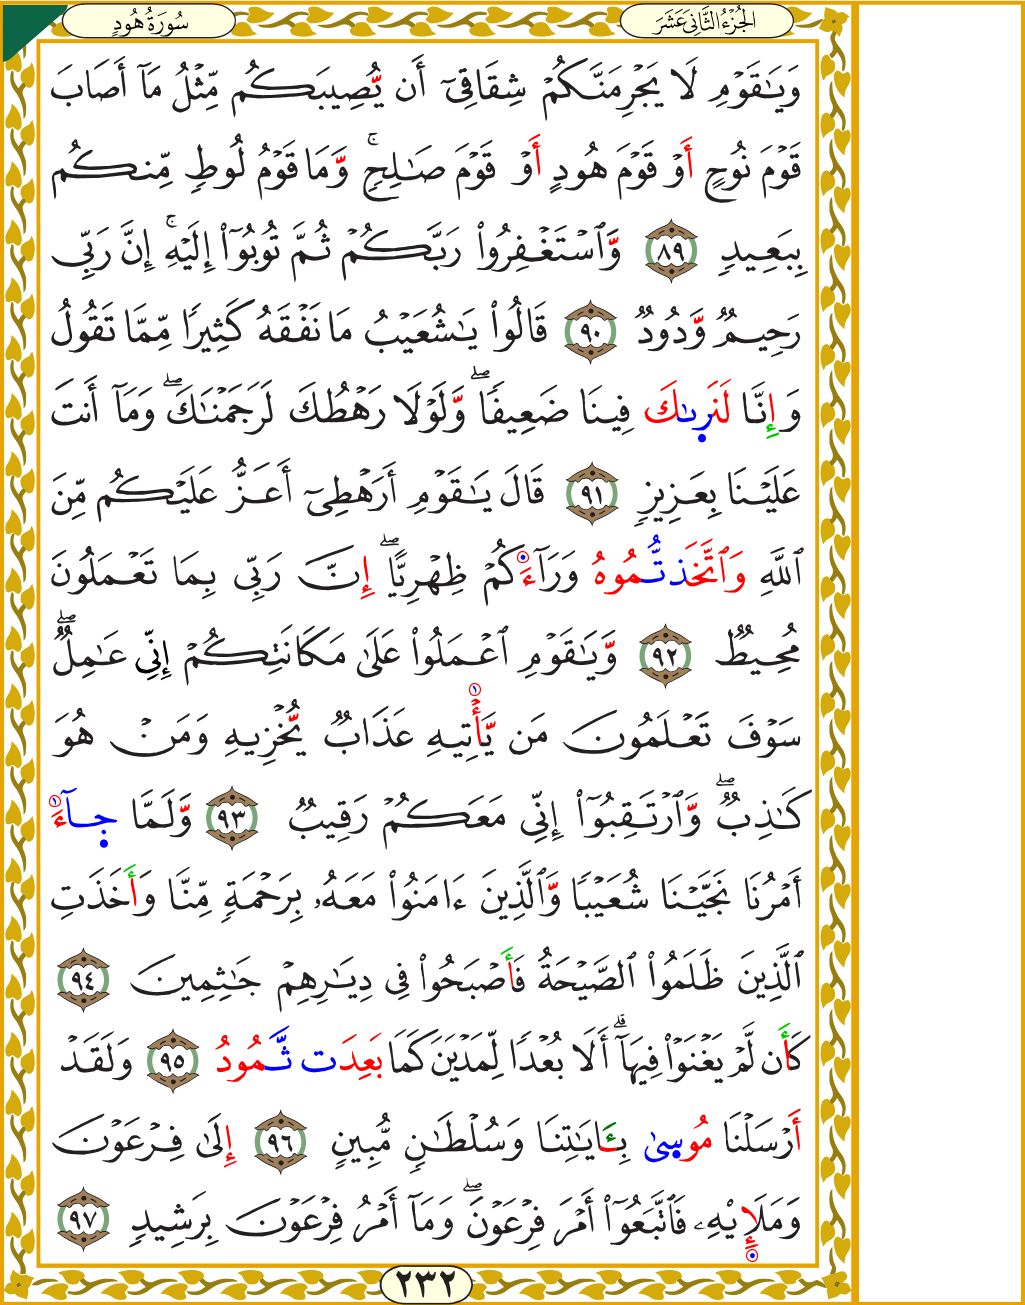 الجُزْءُ الثَّانِيَ عَشَرَ
سُورَةُ هُودٍ
وَيَٰقَوْمِ لَا يَجْرِمَنَّكُمْ شِقَاقِىٓ أَن يُّصِيبَكُم مِّثْلُ مَآ أَصَابَ
قَوْمَ نُوحٍ أَوْ قَوْمَ هُودٍ أَوْ قَوْمَ صَٰلِحٍۚ وَّمَا قَوْمُ لُوطٍ مِّنكُم
بِبَعِيدٍ ٨٩ وَّٱسْتَغْفِرُوا۟ رَبَّكُمْ ثُمَّ تُوبُوٓا۟ إِلَيْهِۚ إِنَّ رَبِّى
رَحِيمٌ وَّدُودٌ ٩٠ قَالُوا۟ يَٰشُعَيْبُ مَا نَفْقَهُ كَثِيرًا مِّمَّا تَقُولُ
وَإِنَّا لَنَرىٰكَ فِينَا ضَعِيفًاۖ وَّلَوْلَا رَهْطُكَ لَرَجَمْنَٰكَۖ وَمَآ أَنتَ
عَلَيْنَا بِعَزِيزٍ ٩١ قَالَ يَٰقَوْمِ أَرَهْطِىٓ أَعَزُّ عَلَيْكُم مِّنَ
ٱللَّهِ وَٱتَّخَذتُّمُوهُ وَرَآءَكُمْ ظِهْرِيًّاۖ إِنَّ رَبِّى بِمَا تَعْمَلُونَ
مُحِيطٌ ٩٢ وَّيَٰقَوْمِ ٱعْمَلُوا۟ عَلَىٰ مَكَانَتِكُمْ إِنِّى عَٰمِلٌۖ
سَوْفَ تَعْلَمُونَ مَن يَّأْتِيهِ عَذَابٌ يُّخْزِيهِ وَمَنْ هُوَ
كَٰذِبٌۖ وَّٱرْتَقِبُوٓا۟ إِنِّى مَعَكُمْ رَقِيبٌ ٩٣ وَّلَمَّا جَآءَ
أَمْرُنَا نَجَّيْنَا شُعَيْبًا وَّٱلَّذِينَ ءَامَنُوا۟ مَعَهُۥ بِرَحْمَةٍ مِّنَّا وَأَخَذَتِ
ٱلَّذِينَ ظَلَمُوا۟ ٱلصَّيْحَةُ فَأَصْبَحُوا۟ فِى دِيَٰرِهِمْ جَٰثِمِينَ ٩٤
كَأَن لَّمْ يَغْنَوْا۟ فِيهَآۗ أَلَا بُعْدًا لِّمَدْيَنَ كَمَا بَعِدَت ثَّمُودُ ٩٥ وَلَقَدْ
أَرْسَلْنَا مُوسىٰ بِـَٔايَٰتِنَا وَسُلْطَٰنٍ مُّبِينٍ ٩٦ إِلَىٰ فِرْعَوْنَ
وَمَلَإِيْهِۦ فَٱتَّبَعُوٓا۟ أَمْرَ فِرْعَوْنَۖ وَمَآ أَمْرُ فِرْعَوْنَ بِرَشِيدٍ ٩٧
٢٣٢